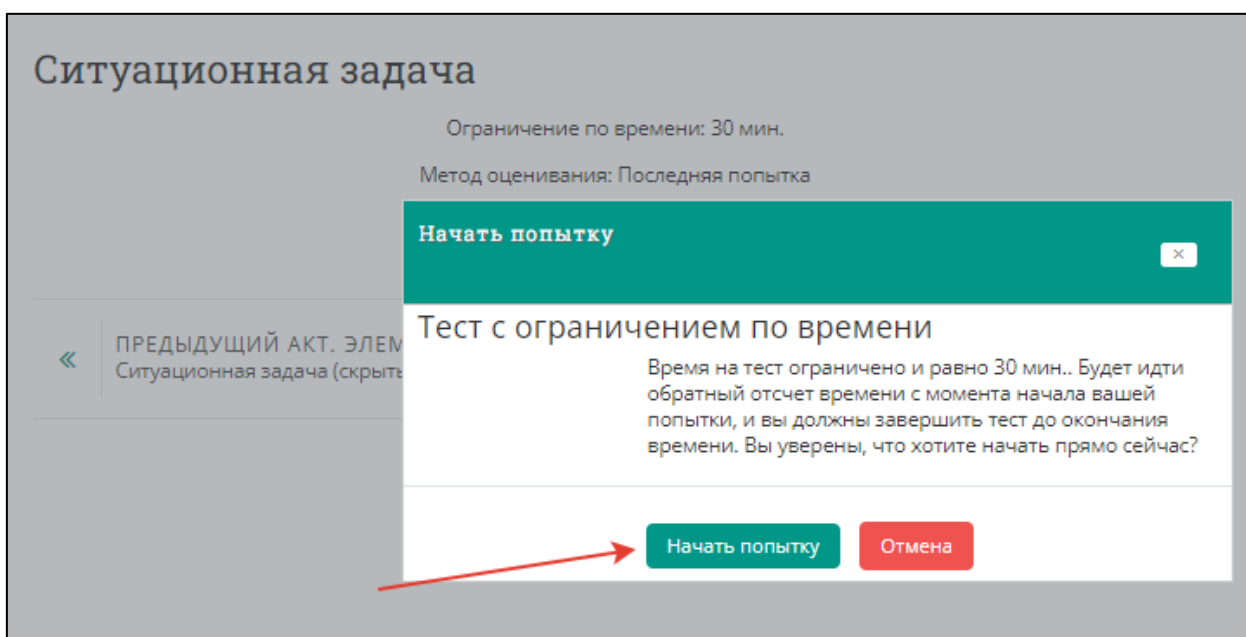 Ситуационная задача
Ограничение по времени: 30 мин.
Метод оценивания: Последняя попытка
Начать попытку
×
Тест с ограничением по времени
Время на тест ограничено и равно 30 мин.. Будет идти
обратный отсчет времени с момента начала вашей
попытки, и вы должны завершить тест до окончания
времени. Вы уверены, что хотите начать прямо сейчас?
«
ПРЕДЫДУЩИЙ АКТ. ЭЛЕМ
Ситуационная задача (скрыть
Начать попытку
Отмена